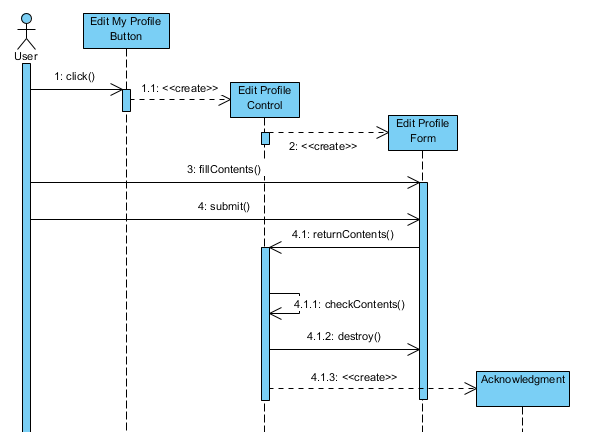 Edit My Profile
Button
User
1: click()
1.1: <<create>>
Edit Profile
Control
Edit Profile
Form
2: <<create>>
3: fillContents()
4: submit()
4.1: returnContents()
4.1.1: checkContents()
4.1.2: destroy()
4.1.3: <<create>>
Acknowledgment